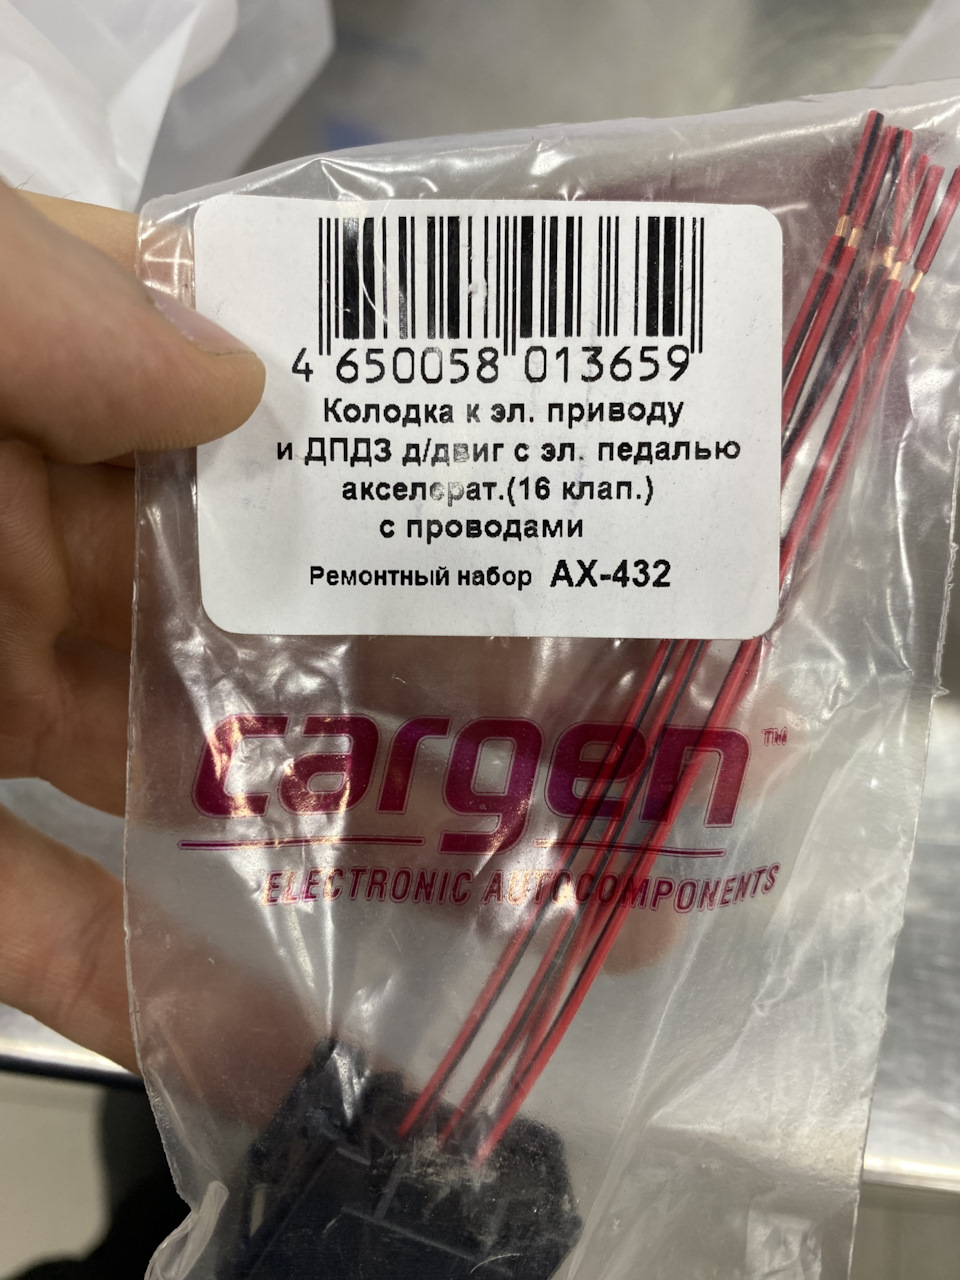 4 650058 013659
Колодка к эл. приводу
и ДПДЗ д/двиг с эл. педалью
акселерат.(16 клап.)
с проводами
Ремонтный набор АХ-432
cargen™
ELECTRONIC AUTOCOMPONENTS